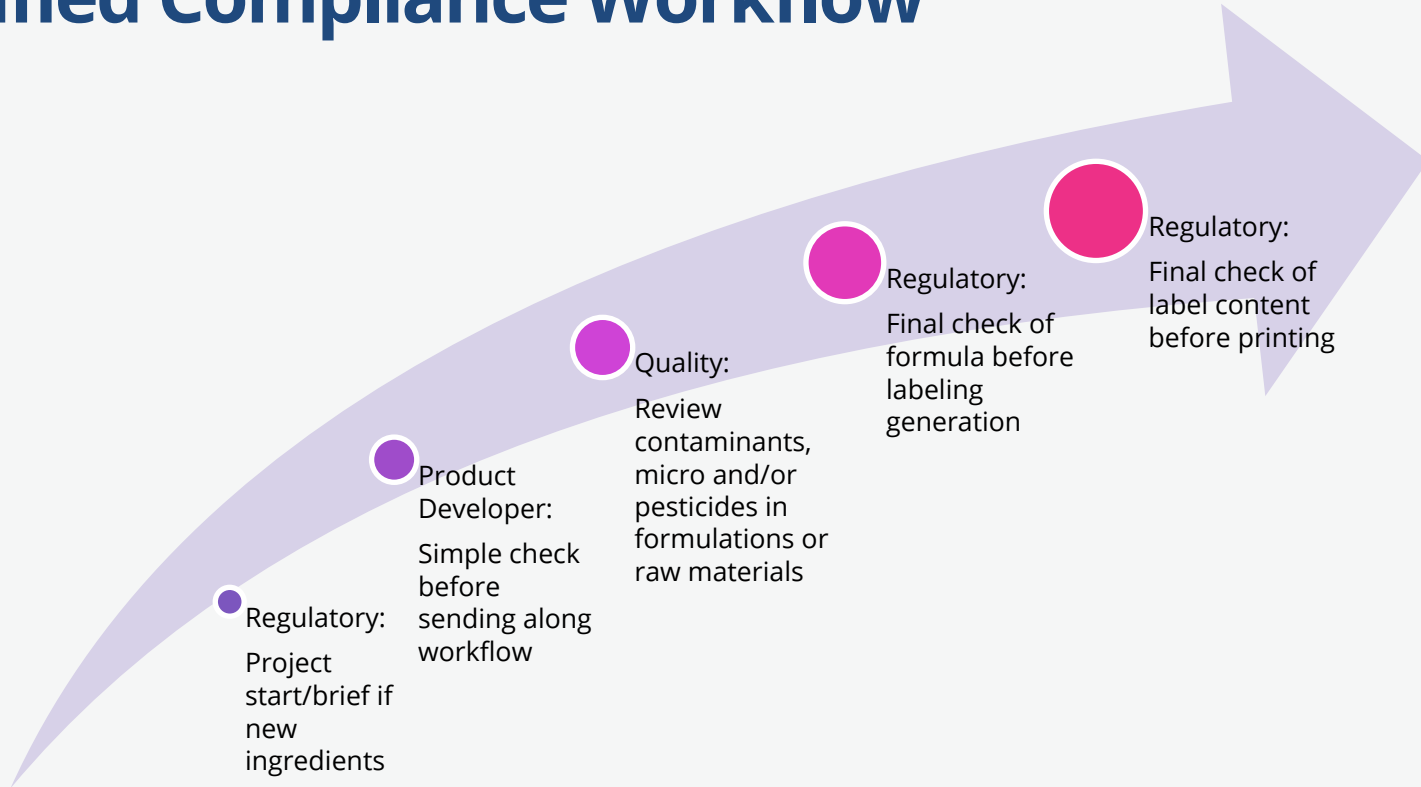 Compliance Workflow
Regulatory:
Project
start/brief if
new
ingredients
Product
Developer:
Simple check
before
sending along
workflow
Quality:
Review
contaminants,
micro and/or
pesticides in
formulations or
raw materials
Regulatory:
Final check of
formula before
labeling
generation
Regulatory:
Final check of
label content
before printing